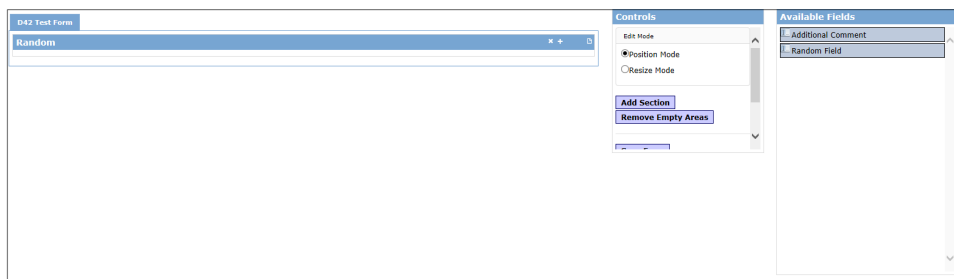 D42 Test Form
Random
Controls
Edit Mode
Position Mode
Resize Mode
Add Section
Remove Empty Areas
Available Fields
Additional Comment
Random Field